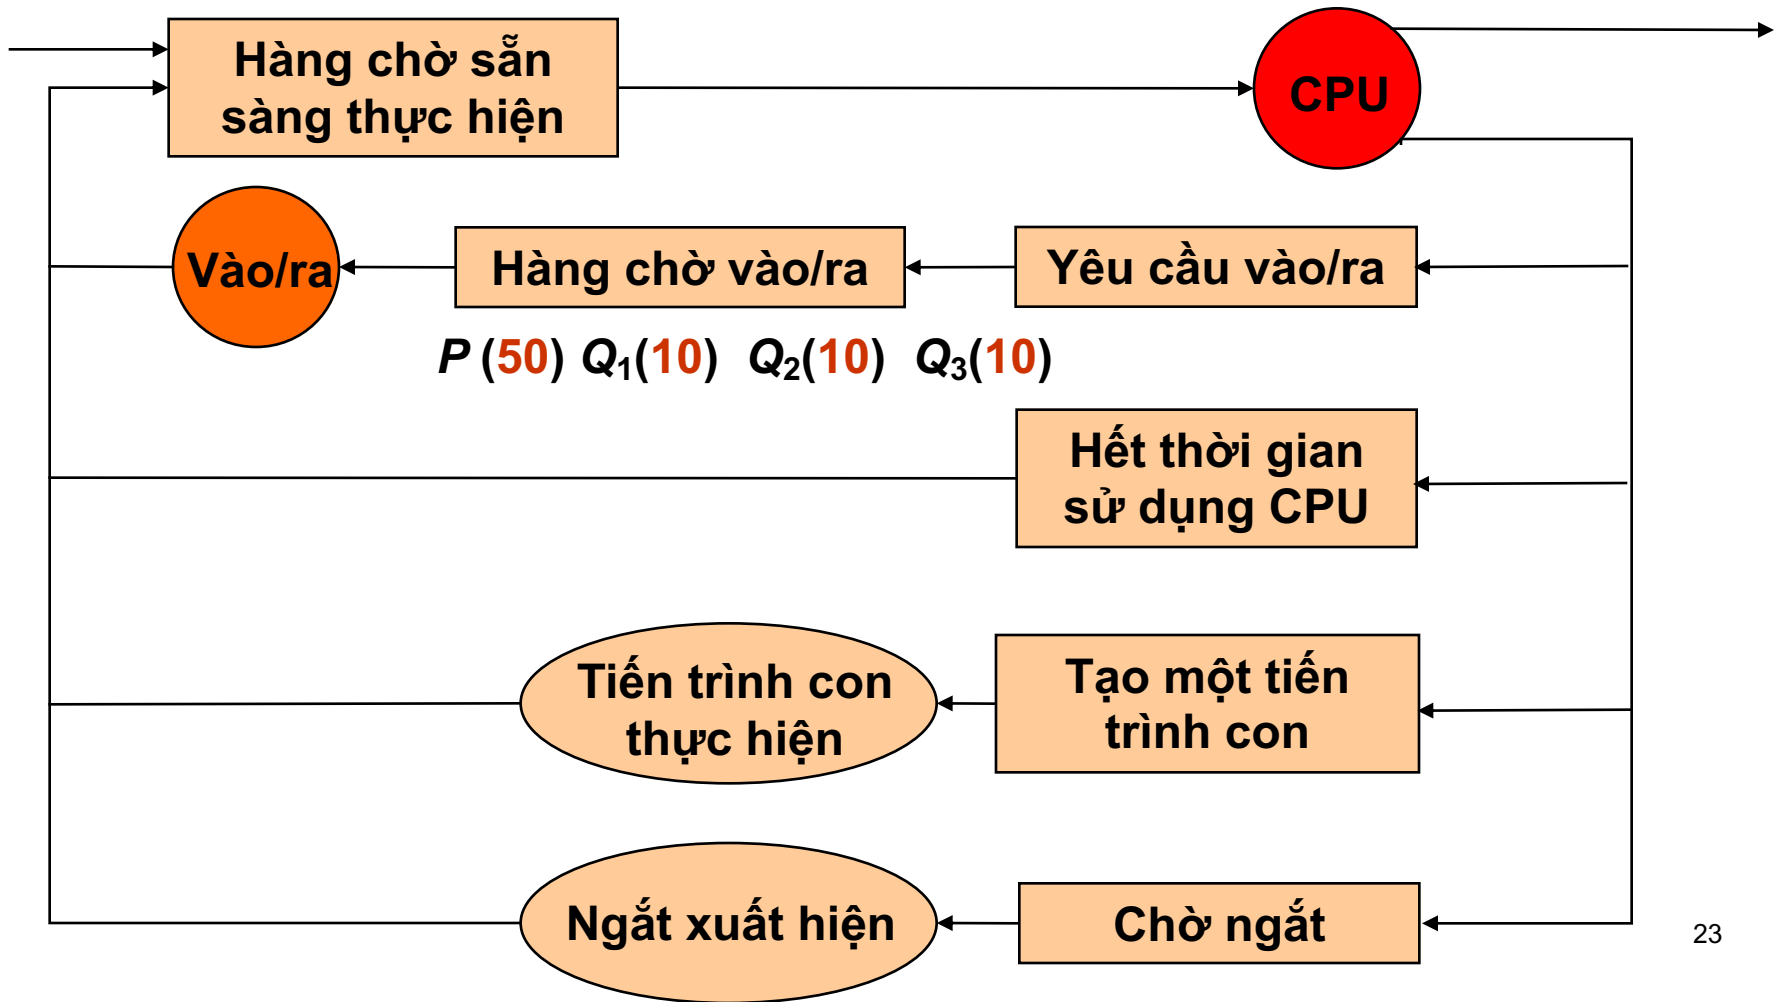 Hàng chờ sẵn
sàng thực hiện
CPU
Vào/ra
Hàng chờ vào/ra
Yêu cầu vào/ra
P (50) Q₁(10) Q₂(10) Q₃(10)
Hết thời gian
sử dụng CPU
Tiến trình con
thực hiện
Tạo một tiến
trình con
Ngắt xuất hiện
Chờ ngắt
23